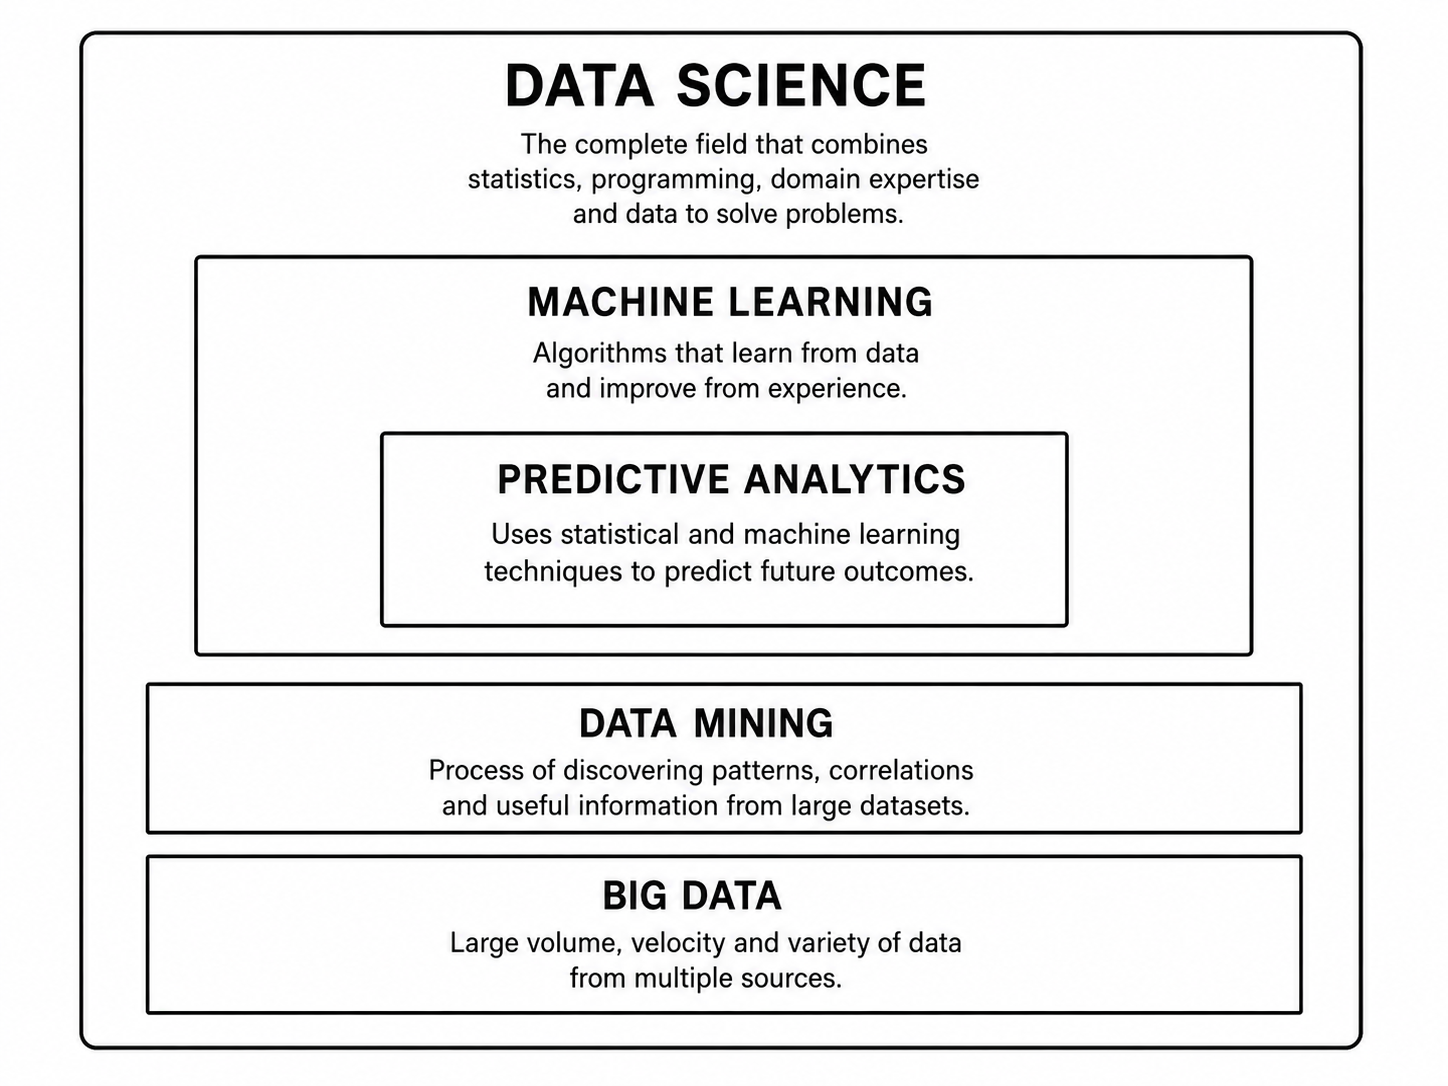 DATA SCIENCE
The complete field that combines
statistics, programming, domain expertise
and data to solve problems.
MACHINE LEARNING
Algorithms that learn from data
and improve from experience.
PREDICTIVE ANALYTICS
Uses statistical and machine learning
techniques to predict future outcomes.
DATA MINING
Process of discovering patterns, correlations
and useful information from large datasets.
BIG DATA
Large volume, velocity and variety of data
from multiple sources.